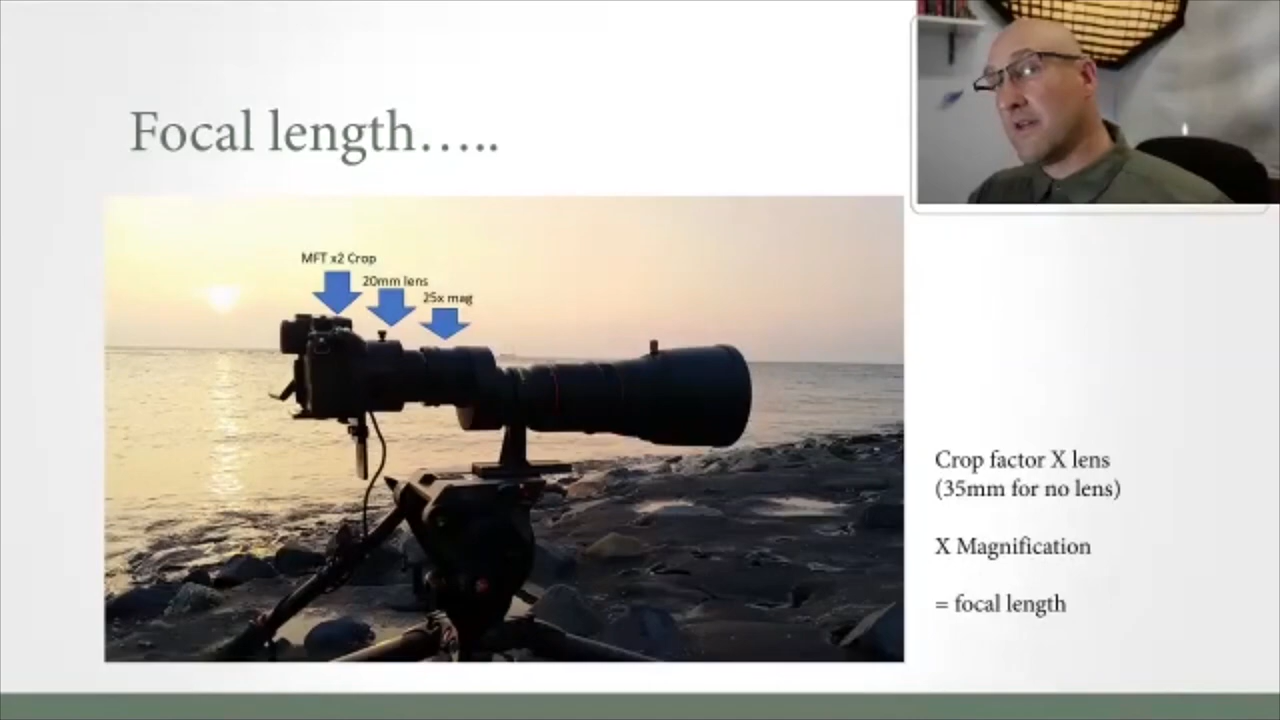 Focal length…..
MFT x2 Crop
20mm lens
25x mag
Crop factor X lens
(35mm for no lens)
X Magnification
= focal length